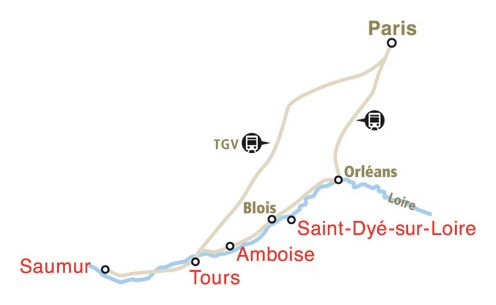 Paris
TGV
Orléans
Loire
Blois
Saint-Dyé-sur-Loire
Amboise
Saumur
Tours